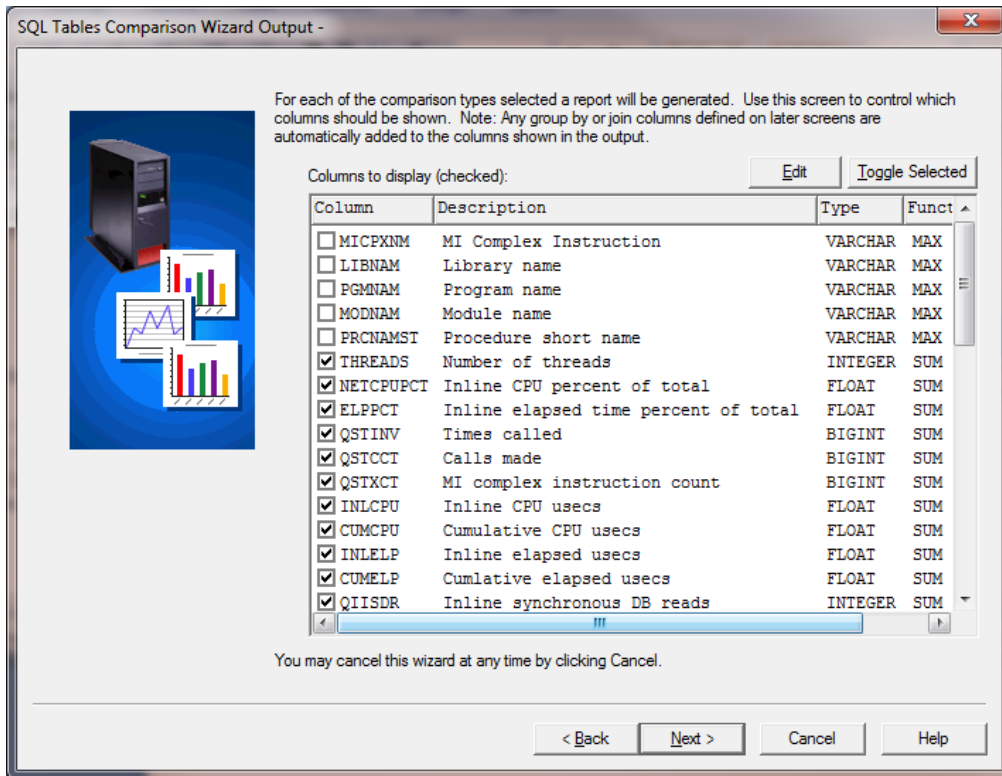 SQL Tables Comparison Wizard Output -
For each of the comparison types selected a report will be generated. Use this screen to control which
columns should be shown. Note: Any group by or join columns defined on later screens are
automatically added to the columns shown in the output.
Columns to display (checked):
Edit
Toggle Selected
Column Description Type Funct
MICPXNM MI Complex Instruction VARCHAR MAX
LIBNAM Library name VARCHAR MAX
PGMNAM Program name VARCHAR MAX
MODNAM Module name VARCHAR MAX
PRCNAMST Procedure short name VARCHAR MAX
THREADS Number of threads INTEGER SUM
NETCPUPCT Inline CPU percent of total FLOAT SUM
ELPPCT Inline elapsed time percent of total FLOAT SUM
QSTINV Times called BIGINT SUM
QSTCCT Calls made BIGINT SUM
QSTXCT MI complex instruction count BIGINT SUM
INLCPU Inline CPU usecs FLOAT SUM
CUMCPU Cumulative CPU usecs FLOAT SUM
INLELP Inline elapsed usecs FLOAT SUM
CUMELP Cumlative elapsed usecs FLOAT SUM
QIISDR Inline synchronous DB reads INTEGER SUM
You may cancel this wizard at any time by clicking Cancel.
< Back
Next >
Cancel
Help